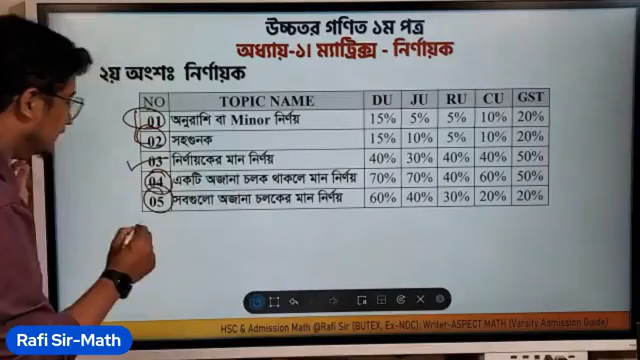 উচ্চতর গণিত ১ম পত্র
অধ্যায়-১। ম্যাট্রিক্স - নির্ণায়ক
২য় অংশঃ নির্ণায়ক
NO TOPIC NAME DU JU RU CU GST
01 অনুরাশি বা Minor নির্ণয় 15% 5% 5% 10% 20%
02 সহগুনক 15% 10% 5% 10% 20%
03 নির্ণায়কের মান নির্ণয় 40% 30% 40% 40% 50%
04 একটি অজানা চলক থাকলে মান নির্ণয় 70% 70% 40% 60% 50%
05 সবগুলো অজানা চলকের মান নির্ণয় 60% 40% 30% 20% 20%
HSC & Admission Math @Rafi Sir (BUTEX, Ex-NDC): Writer-ASPECT MATH (Varsity Admission Guide)
Rafi Sir-Math